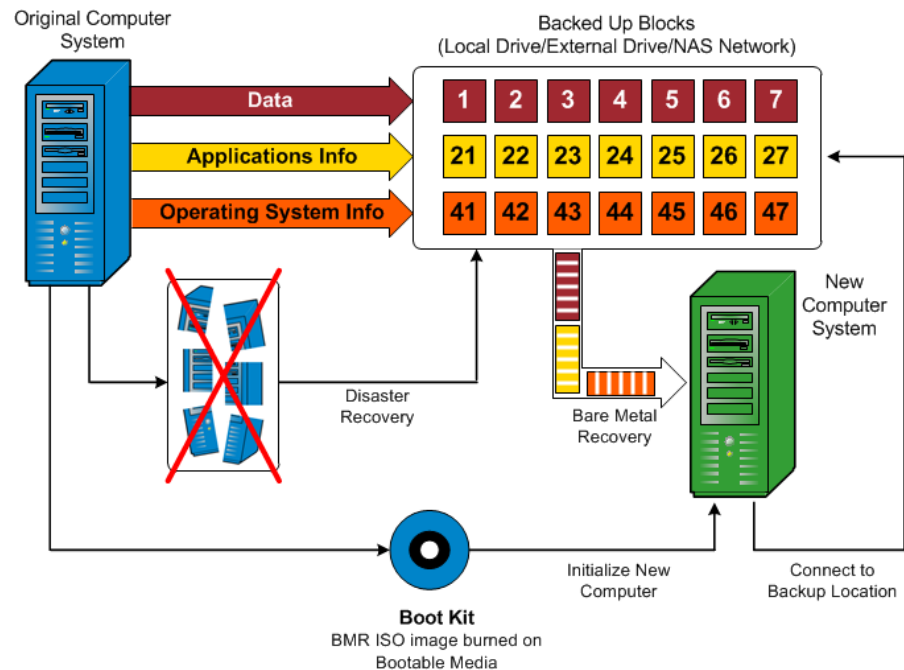 Original Computer
System
Backed Up Blocks
(Local Drive/External Drive/NAS Network)
Data
1 2 3 4 5 6 7
Applications Info
21 22 23 24 25 26 27
Operating System Info
41 42 43 44 45 46 47
New
Computer
System
Disaster
Recovery
Bare Metal
Recovery
Initialize New
Computer
Connect to
Backup Location
Boot Kit
BMR ISO image burned on
Bootable Media